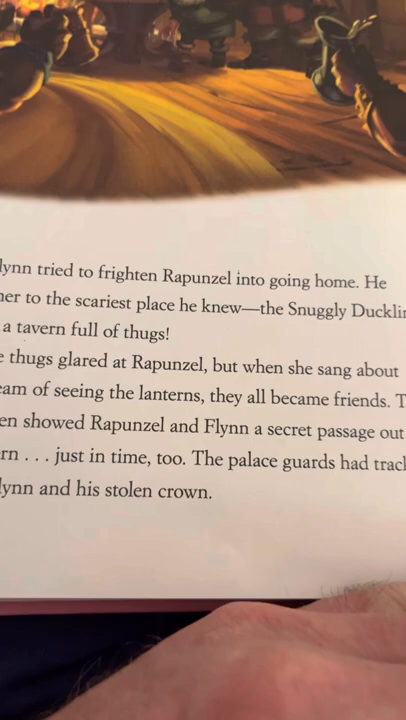 lynn tried to frighten Rapunzel into going home. He
her to the scariest place he knew—the Snuggly Ducklin
a tavern full of thugs!
e thugs glared at Rapunzel, but when she sang about
eam of seeing the lanterns, they all became friends. T
en showed Rapunzel and Flynn a secret passage out
rn . . . just in time, too. The palace guards had track
lynn and his stolen crown.